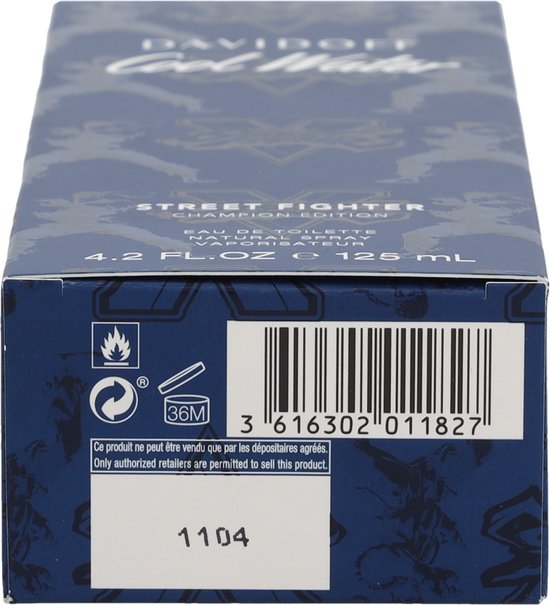 DAVIDOFF
Cool Water
STREET FIGHTER
CHAMPION EDITION
EAU DE TOILETTE
NATURAL SPRAY
VAPORISATEUR
4.2 FL.OZ e 125 mL
®
36M
3 616302 011827
Ce produit ne peut être vendu que par les dépositaires agréés.
Only authorized retailers are permitted to sell this product.
1104